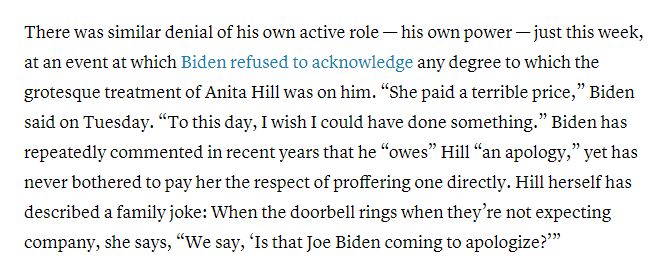 There was similar denial of his own active role — his own power — just this week,
at an event at which Biden refused to acknowledge any degree to which the
grotesque treatment of Anita Hill was on him. “She paid a terrible price,” Biden
said on Tuesday. “To this day, I wish I could have done something.” Biden has
repeatedly commented in recent years that he “owes” Hill “an apology,” yet has
never bothered to pay her the respect of proffering one directly. Hill herself has
described a family joke: When the doorbell rings when they’re not expecting
company, she says, “We say, ‘Is that Joe Biden coming to apologize?’”